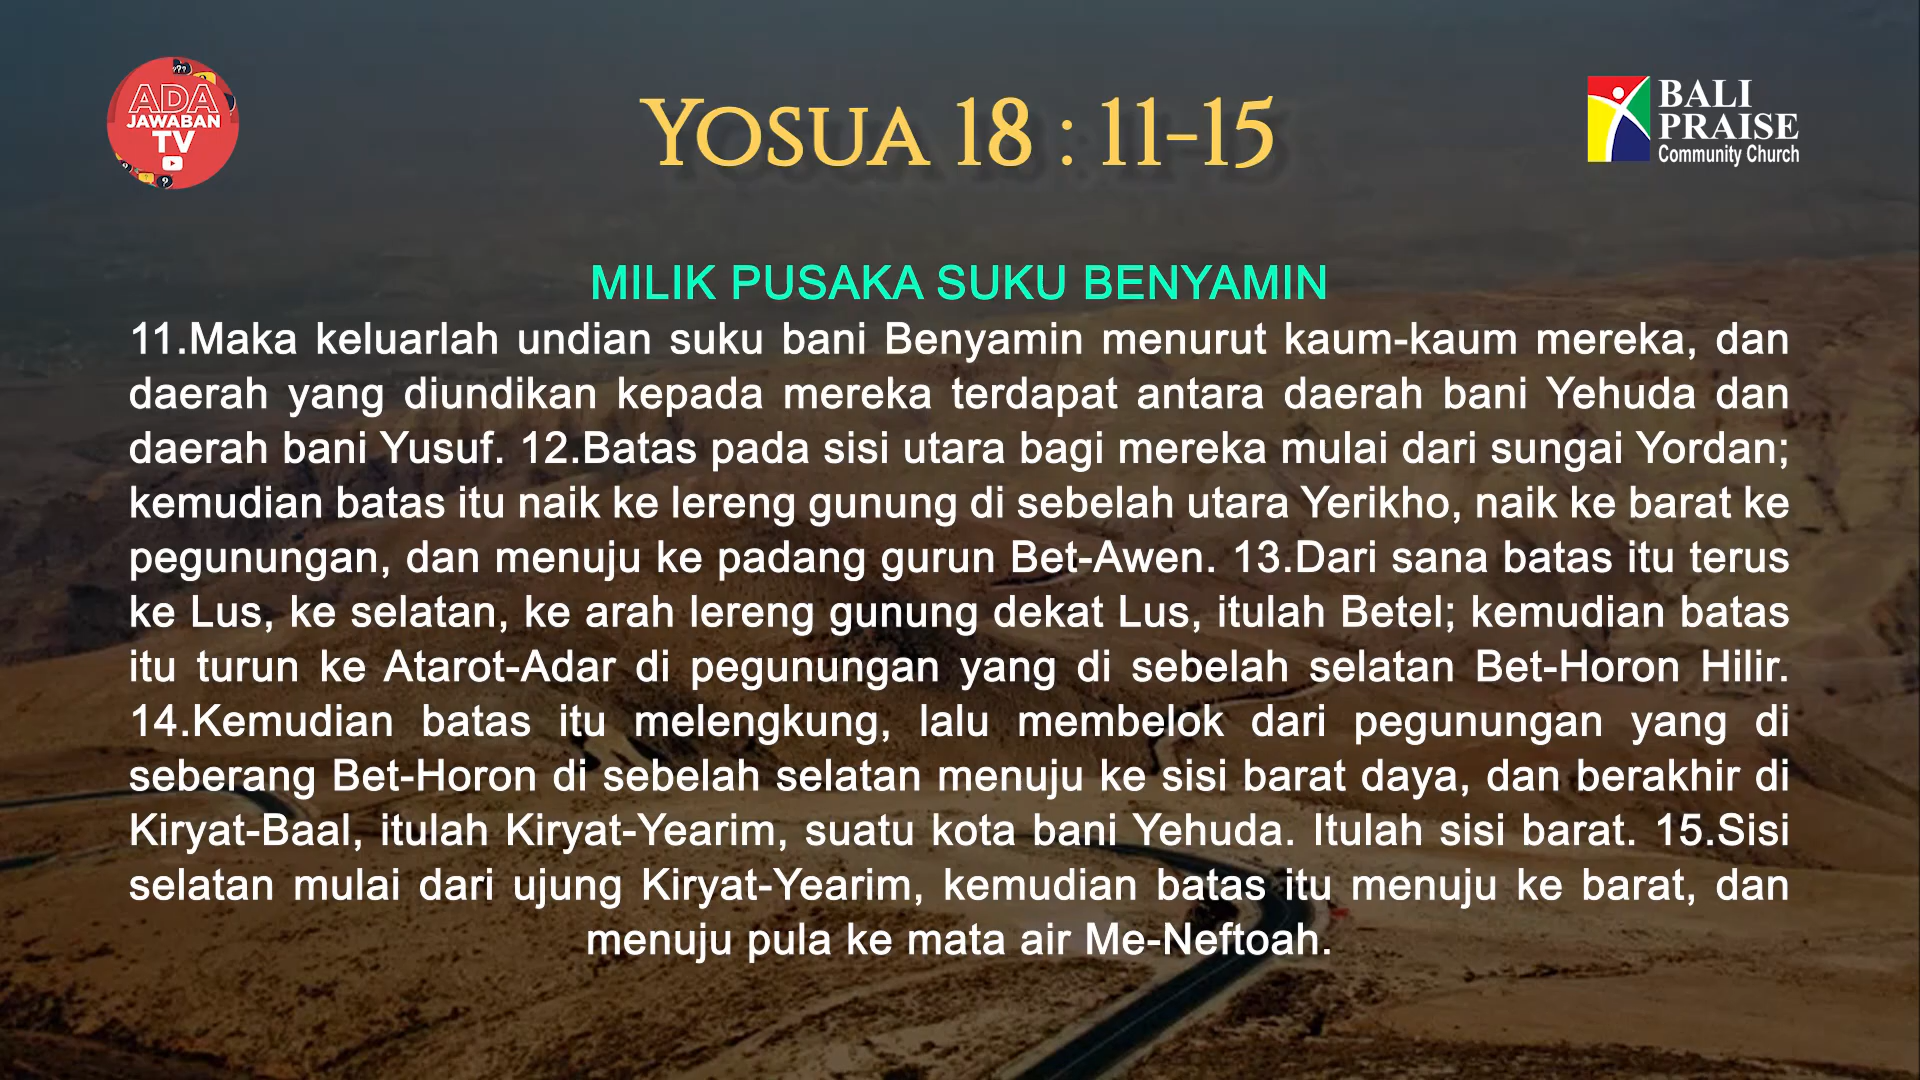 ADA
JAWABAN
TV
YOSUA 18 : 11-15
BALI
PRAISE
Community Church
MILIK PUSAKA SUKU BENYAMIN
11.Maka keluarlah undian suku bani Benyamin menurut kaum-kaum mereka, dan
daerah yang diundikan kepada mereka terdapat antara daerah bani Yehuda dan
daerah bani Yusuf. 12.Batas pada sisi utara bagi mereka mulai dari sungai Yordan;
kemudian batas itu naik ke lereng gunung di sebelah utara Yerikho, naik ke barat ke
pegunungan, dan menuju ke padang gurun Bet-Awen. 13.Dari sana batas itu terus
ke Lus, ke selatan, ke arah lereng gunung dekat Lus, itulah Betel; kemudian batas
itu turun ke Atarot-Adar di pegunungan yang di sebelah selatan Bet-Horon Hilir.
14.Kemudian batas itu melengkung, lalu membelok dari pegunungan yang di
seberang Bet-Horon di sebelah selatan menuju ke sisi barat daya, dan berakhir di
Kiryat-Baal, itulah Kiryat-Yearim, suatu kota bani Yehuda. Itulah sisi barat. 15.Sisi
selatan mulai dari ujung Kiryat-Yearim, kemudian batas itu menuju ke barat, dan
menuju pula ke mata air Me-Neftoah.